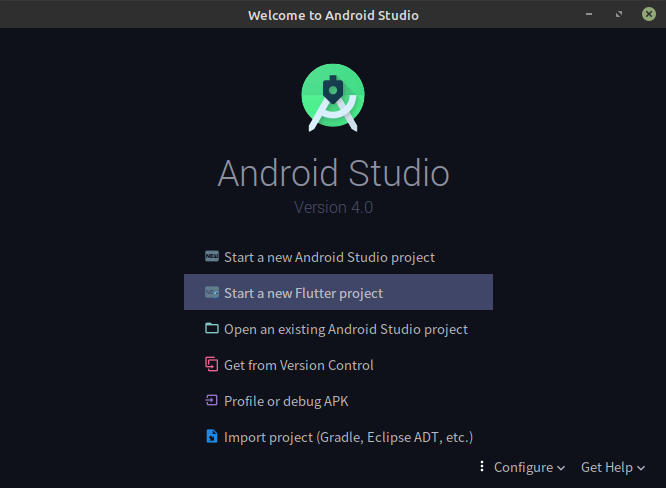 Welcome to Android Studio
Android Studio
Version 4.0
Start a new Android Studio project
Start a new Flutter project
Open an existing Android Studio project
Get from Version Control
Profile or debug APK
Import project (Gradle, Eclipse ADT, etc.)
Configure Get Help